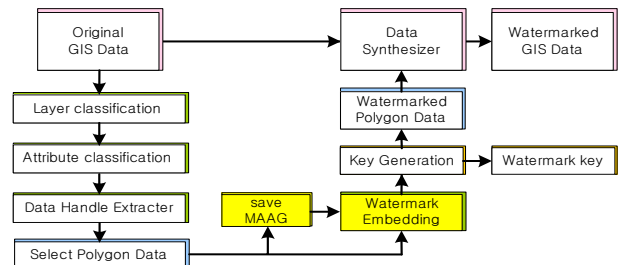 Original
GIS Data
Data
Synthesizer
Watermarked
GIS Data
Layer classification
Watermarked
Polygon Data
Attribute classification
Key Generation
Watermark key
Data Handle Extracter
save
MAAG
Watermark
Embedding
Select Polygon Data